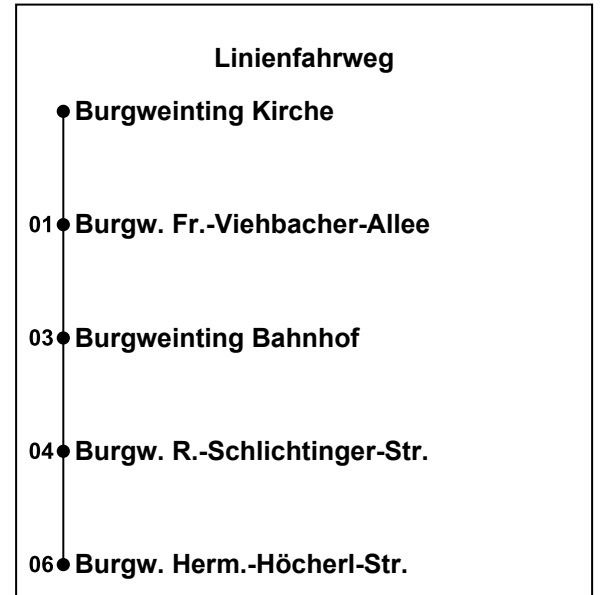 Linienfahrweg
Burgweinting Kirche
01 Burgw. Fr.-Viehbacher-Allee
03 Burgweinting Bahnhof
04 Burgw. R.-Schlichtinger-Str.
06 Burgw. Herm.-Höcherl-Str.